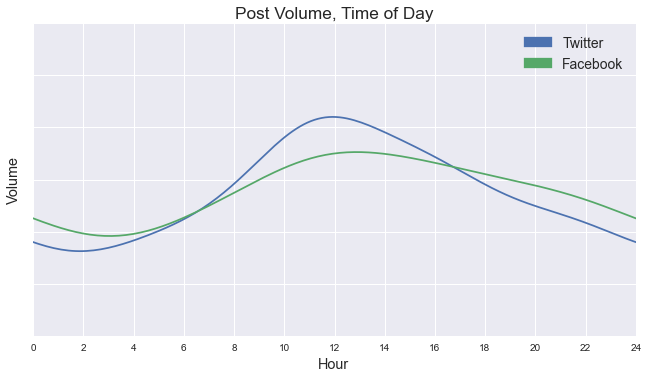 Post Volume, Time of Day
Twitter
Facebook
Volume
0 2 4 6 8 10 12 14 16 18 20 22 24
Hour